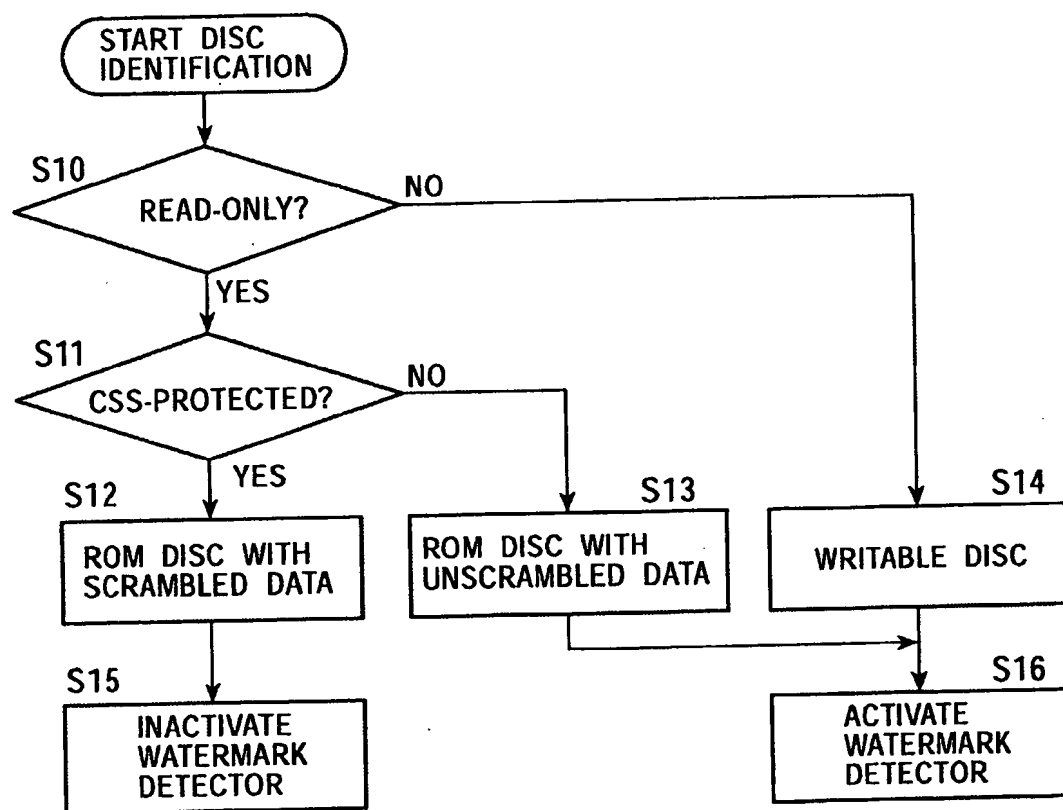 START DISC
IDENTIFICATION
S10
READ-ONLY?
NO
YES
S11
CSS-PROTECTED?
NO
YES
S12
ROM DISC WITH
SCRAMBLED DATA
S13
ROM DISC WITH
UNSCRAMBLED DATA
S14
WRITABLE DISC
S15
INACTIVATE
WATERMARK
DETECTOR
S16
ACTIVATE
WATERMARK
DETECTOR